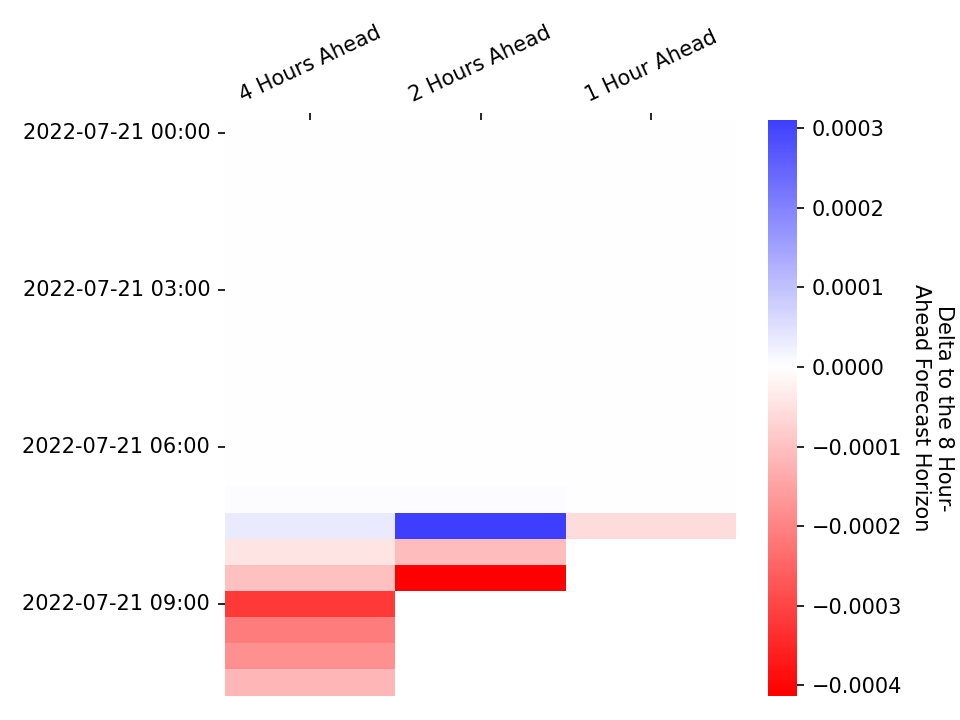 4 Hours Ahead
2 Hours Ahead
1 Hour Ahead
2022-07-21 00:00
2022-07-21 03:00
2022-07-21 06:00
2022-07-21 09:00
0.0003
0.0002
0.0001
0.0000
−0.0001
−0.0002
−0.0003
−0.0004
Delta to the 8 Hour-
Ahead Forecast Horizon